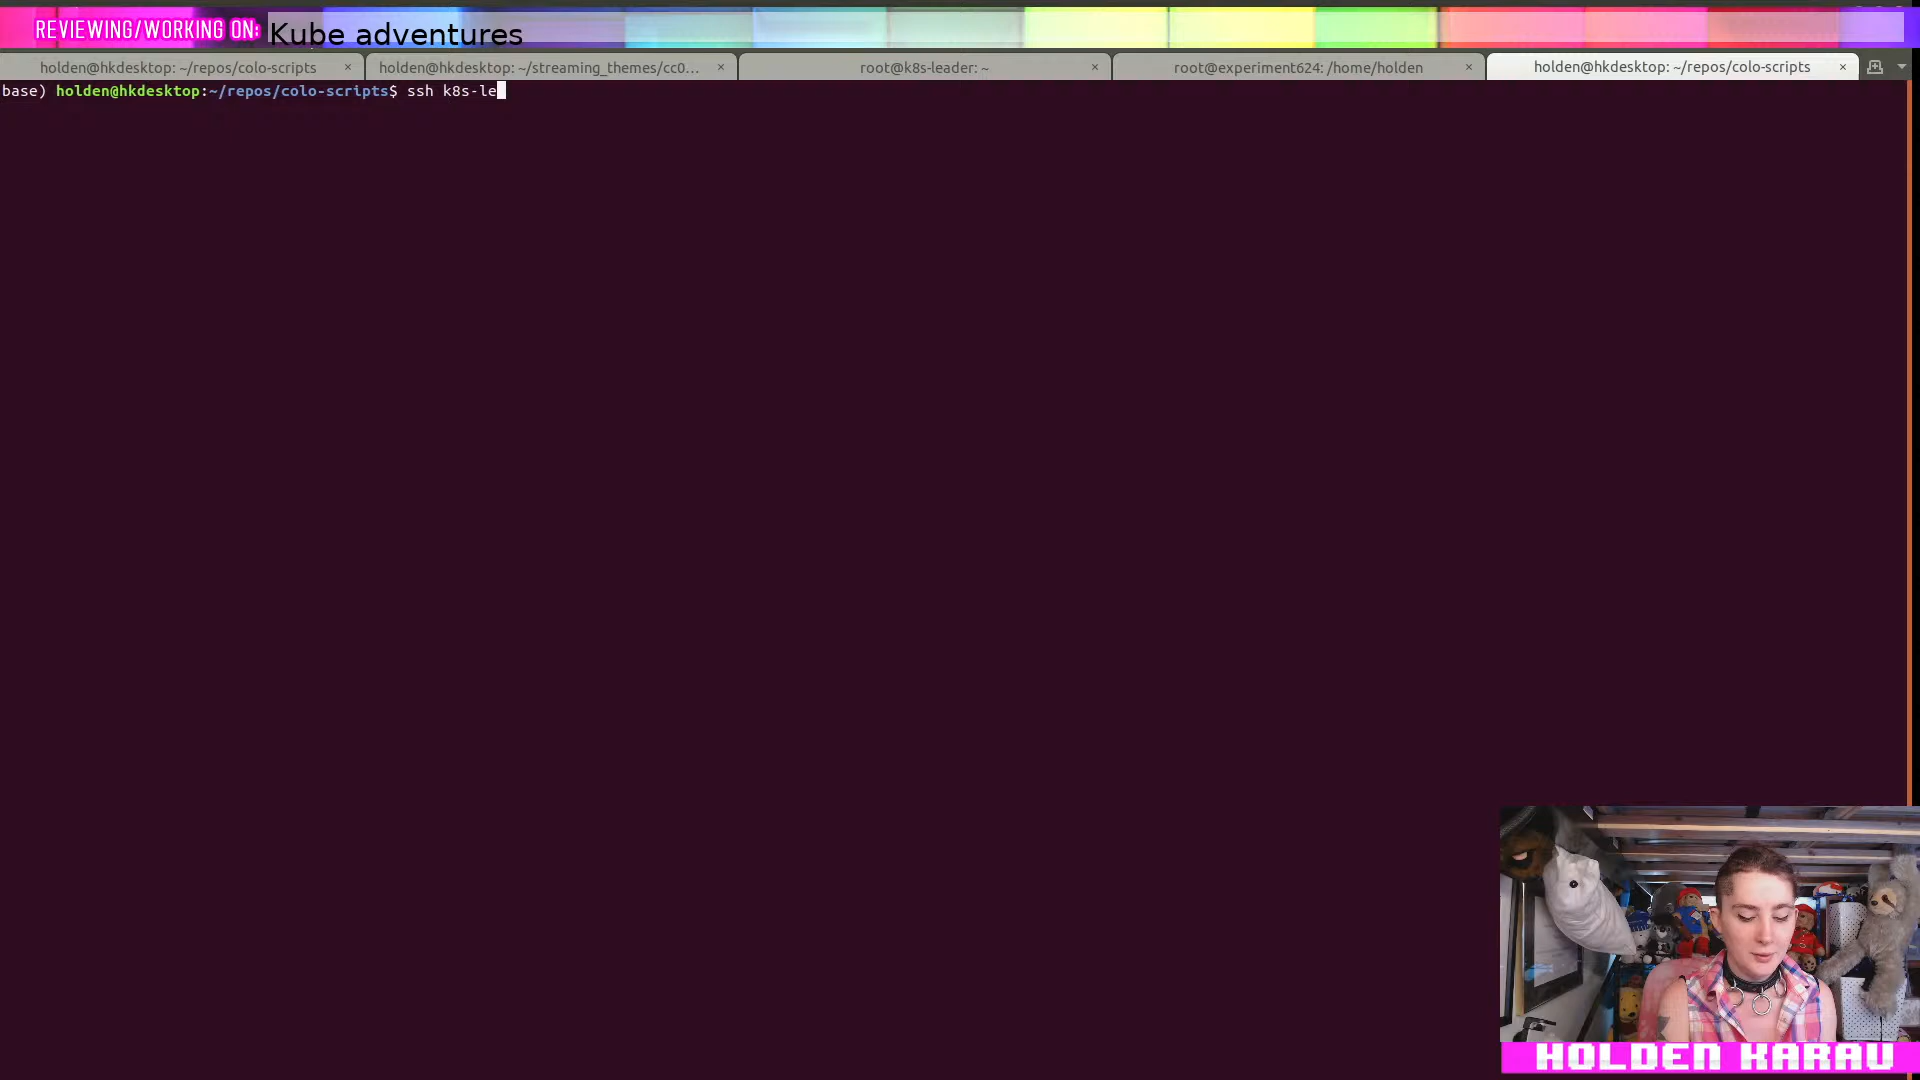 REVIEWING/WORKING ON: Kube adventures
holden@hkdesktop: ~/repos/colo-scripts × holden@hkdesktop: ~/streaming_themes/cc0... × root@k8s-leader: ~ × root@experiment624: /home/holden × holden@hkdesktop: ~/repos/colo-scripts ×
base) holden@hkdesktop:~/repos/colo-scripts$ ssh k8s-le
HOLDEN KARAU